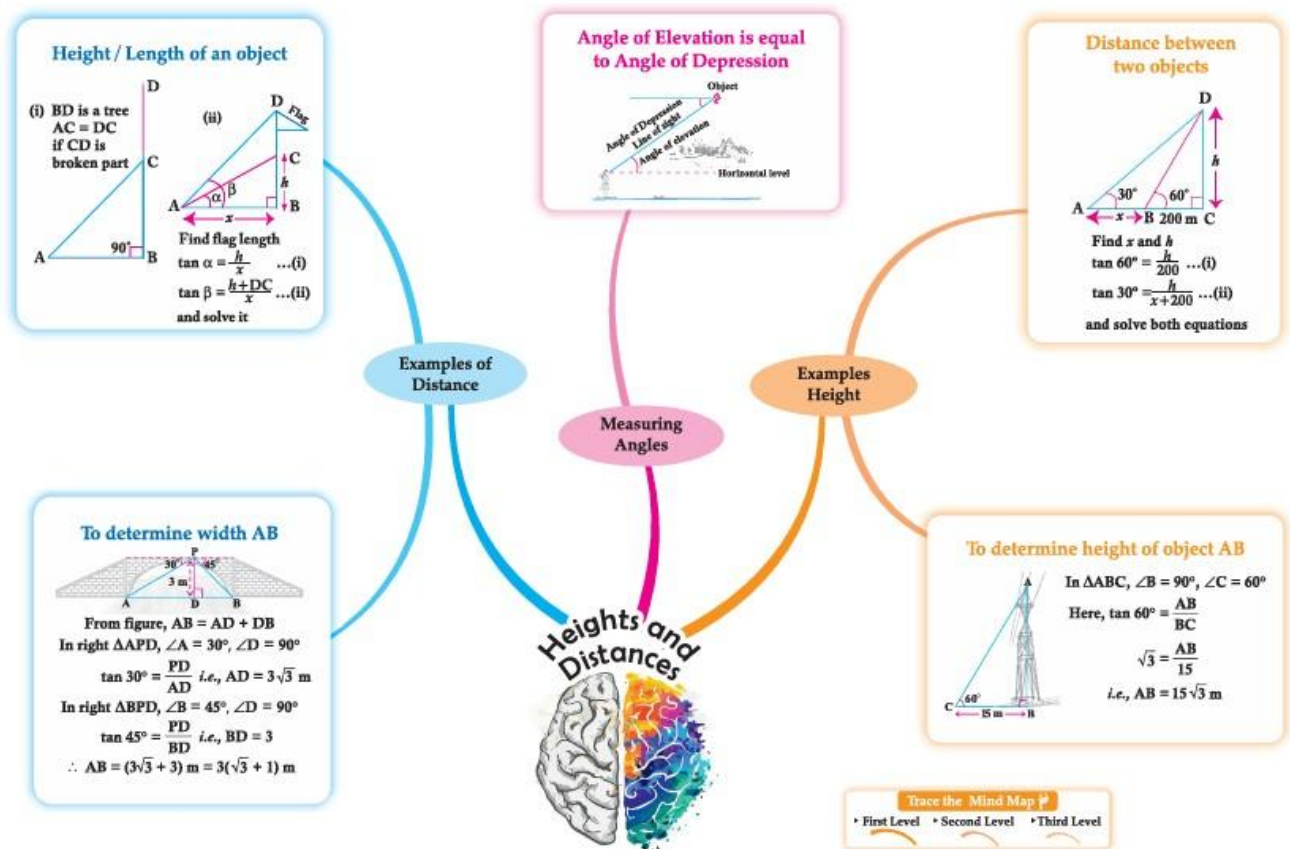 Height / Length of an object
(i) BD is a tree
AC = DC
if CD is
broken part
D
C
A
90°
B
(ii)
D
Flag
C
h
β
α
A
B
x
Find flag length
tan α = h/x ...(i)
tan β = h+DC/x ...(ii)
and solve it
Angle of Elevation is equal
to Angle of Depression
Object
Angle of Depression
Line of sight
Angle of elevation
Horizontal level
Distance between
two objects
D
h
30°
60°
A
x
B
200 m
C
Find x and h
tan 60° = h/200 ...(i)
tan 30° = h/x+200 ...(ii)
and solve both equations
Examples of
Distance
Measuring
Angles
Examples
Height
To determine width AB
P
30°
45°
3 m
A
D
B
From figure, AB = AD + DB
In right ΔAPD, ∠A = 30°, ∠D = 90°
tan 30° = PD/AD i.e., AD = 3√3 m
In right ΔBPD, ∠B = 45°, ∠D = 90°
tan 45° = PD/BD i.e., BD = 3
∴ AB = (3√3 + 3) m = 3(√3 + 1) m
Heights and
Distances
To determine height of object AB
A
60°
C
15 m
B
In ΔABC, ∠B = 90°, ∠C = 60°
Here, tan 60° = AB/BC
√3 = AB/15
i.e., AB = 15√3 m
Trace the Mind Map
▸ First Level ▸ Second Level ▸ Third Level